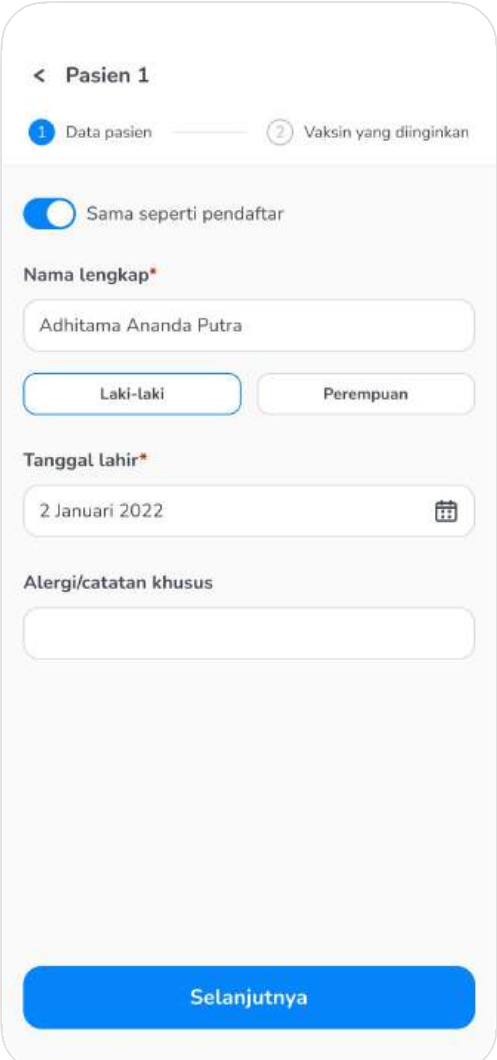 < Pasien 1
1 Data pasien 2 Vaksin yang diinginkan
Sama seperti pendaftar
Nama lengkap*
Adhitama Ananda Putra
Laki-laki Perempuan
Tanggal lahir*
2 Januari 2022
Alergi/catatan khusus
Selanjutnya